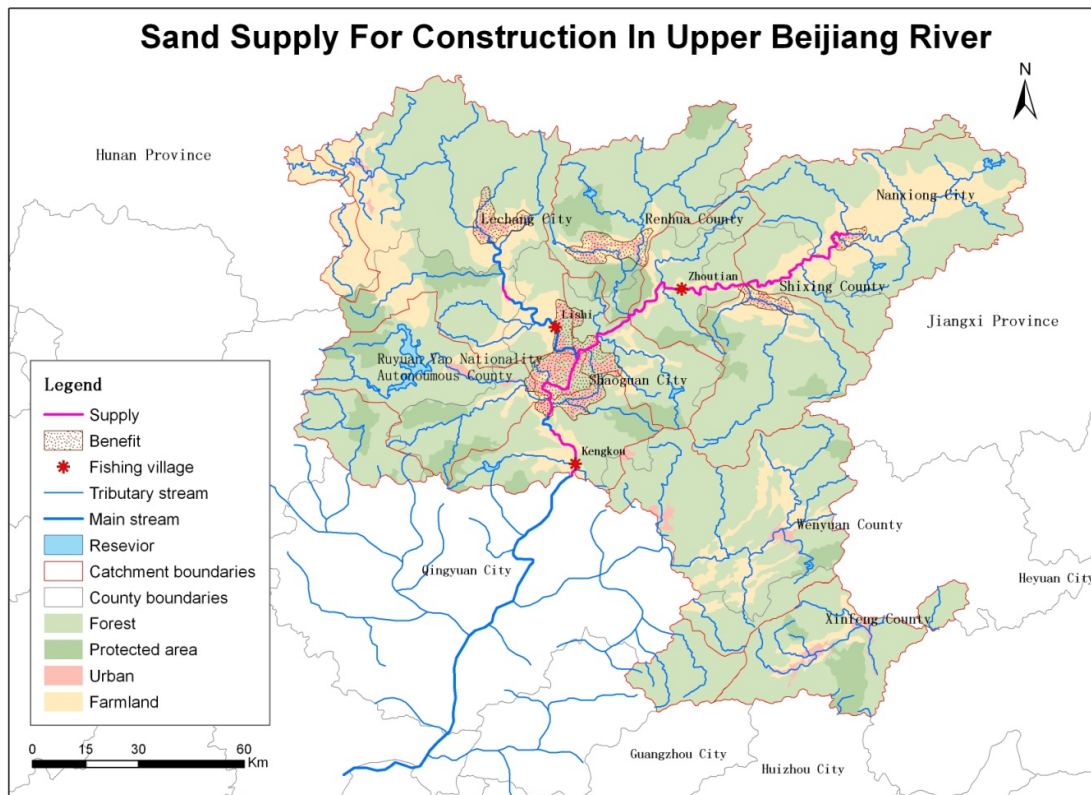 Sand Supply For Construction In Upper Beijiang River
N
Hunan Province
Nanxiong City
Lechang City
Renhua County
Zhoutian
Shixing County
Lishi
Jiangxi Province
Ruyuan Yao Nationality
Autonoumous County
Shaoguan City
Kengkou
Wenyuan County
Qingyuan City
Heyuan City
Xinfeng County
Guangzhou City
Huizhou City
Legend
Supply
Benefit
Fishing village
Tributary stream
Main stream
Resevior
Catchment boundaries
County boundaries
Forest
Protected area
Urban
Farmland
0 15 30 60
Km